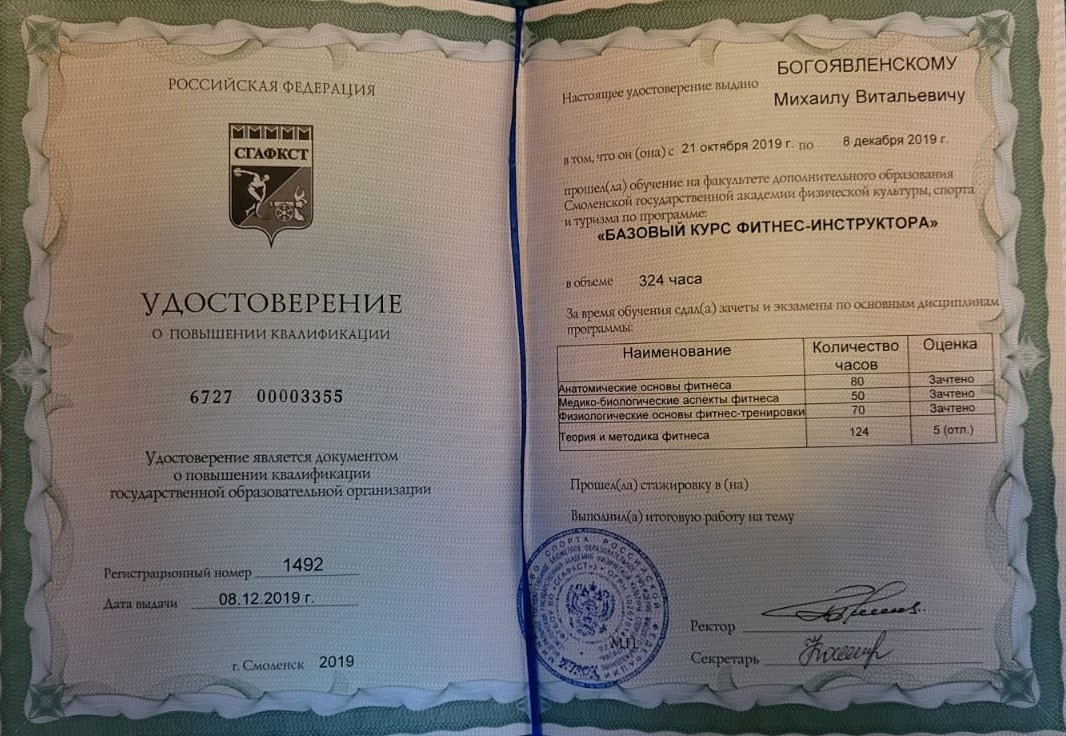 РОССИЙСКАЯ ФЕДЕРАЦИЯ
СГАФКСТ
УДОСТОВЕРЕНИЕ
О ПОВЫШЕНИИ КВАЛИФИКАЦИИ
6727 00003355
Удостоверение является документом
о повышении квалификации
государственной образовательной организации
Регистрационный номер 1492
Дата выдачи 08.12.2019 г.
г. Смоленск 2019
Настоящее удостоверение выдано БОГОЯВЛЕНСКОМУ
Михаилу Витальевичу
в том, что он (она) с 21 октября 2019 г. по 8 декабря 2019 г.
прошел(ла) обучение на факультете дополнительного образования
Смоленской государственной академии физической культуры, спорта
и туризма по программе:
«БАЗОВЫЙ КУРС ФИТНЕС-ИНСТРУКТОРА»
в объеме 324 часа
За время обучения сдал(а) зачеты и экзамены по основным дисциплинам
программы:
Наименование Количество часов Оценка
Анатомические основы фитнеса 80 Зачтено
Медико-биологические аспекты фитнеса 50 Зачтено
Физиологические основы фитнес-тренировки 70 Зачтено
Теория и методика фитнеса 124 5 (отл.)
Прошел(ла) стажировку в (на)
Выполнил(а) итоговую работу на тему
М.П.
Ректор
Секретарь